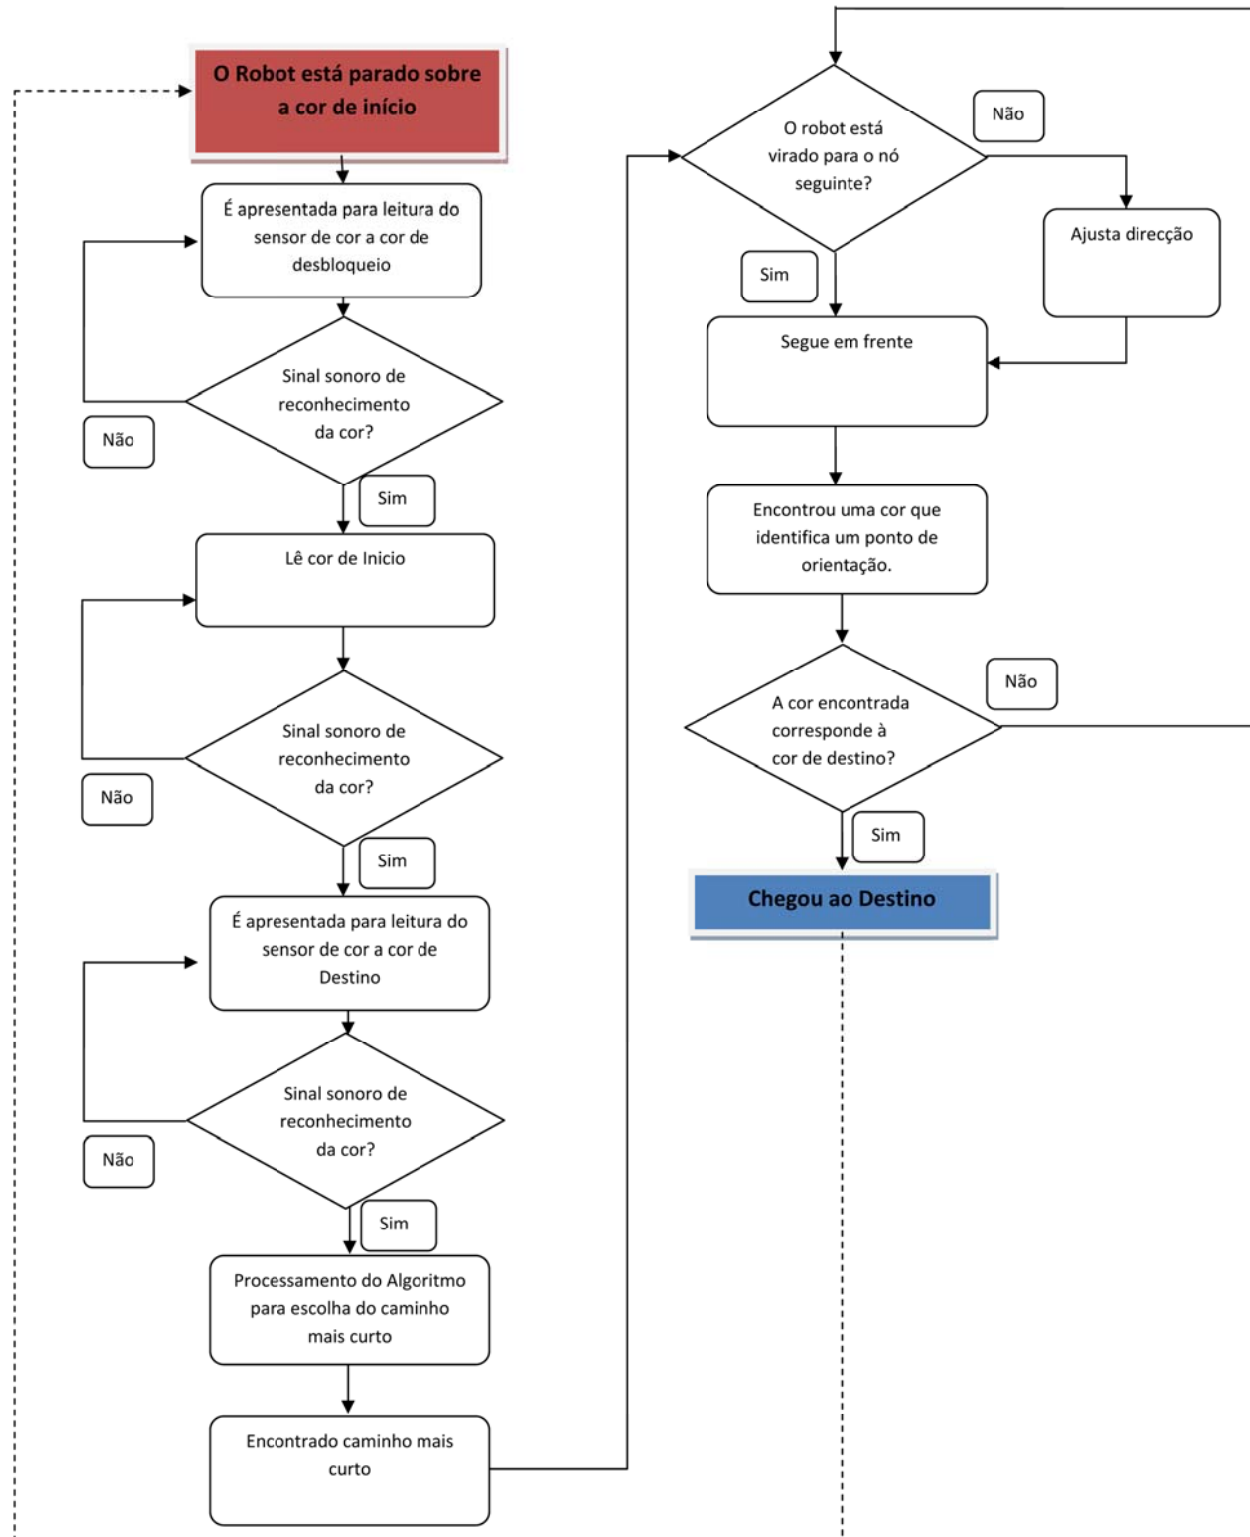 O Robot está parado sobre
a cor de início
É apresentada para leitura do
sensor de cor a cor de
desbloqueio
Sinal sonoro de
reconhecimento
da cor?
Não
Sim
Lê cor de Inicio
Sinal sonoro de
reconhecimento
da cor?
Não
Sim
É apresentada para leitura do
sensor de cor a cor de
Destino
Sinal sonoro de
reconhecimento
da cor?
Não
Sim
Processamento do Algoritmo
para escolha do caminho
mais curto
Encontrado caminho mais
curto
O robot está
virado para o nó
seguinte?
Não
Ajusta direcção
Sim
Segue em frente
Encontrou uma cor que
identifica um ponto de
orientação.
A cor encontrada
corresponde à
cor de destino?
Não
Sim
Chegou ao Destino